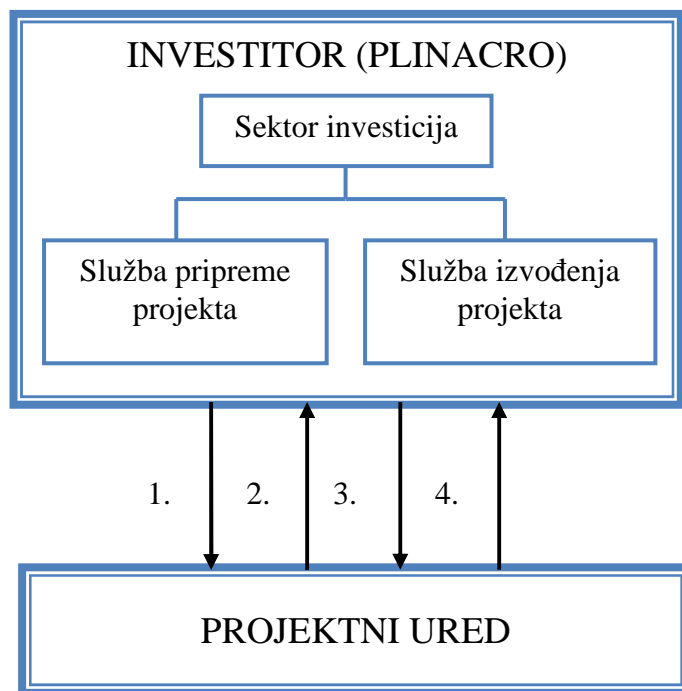 INVESTITOR (PLINACRO)
Sektor investicija
Služba pripreme
projekta
Služba izvođenja
projekta
1.
2.
3.
4.
PROJEKTNI URED